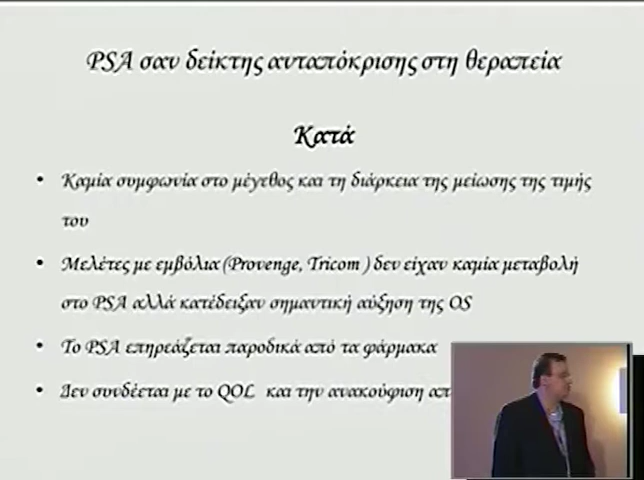 PSA σαν δείκτης ανταπόκρισης στη θεραπεία
Κατά
• Καμία συμφωνία στο μέγεθος και τη διάρκεια της μείωσης της τιμής
του
• Μελέτες με εμβόλια (Provenge, Tricom ) δεν είχαν καμία μεταβολή
στο PSA αλλά κατέδειξαν σημαντική αύξηση της OS
• Το PSA επηρεάζεται παροδικά από τα φάρμακα
• Δεν συνδέεται με το QOL και την ανακούφιση απ